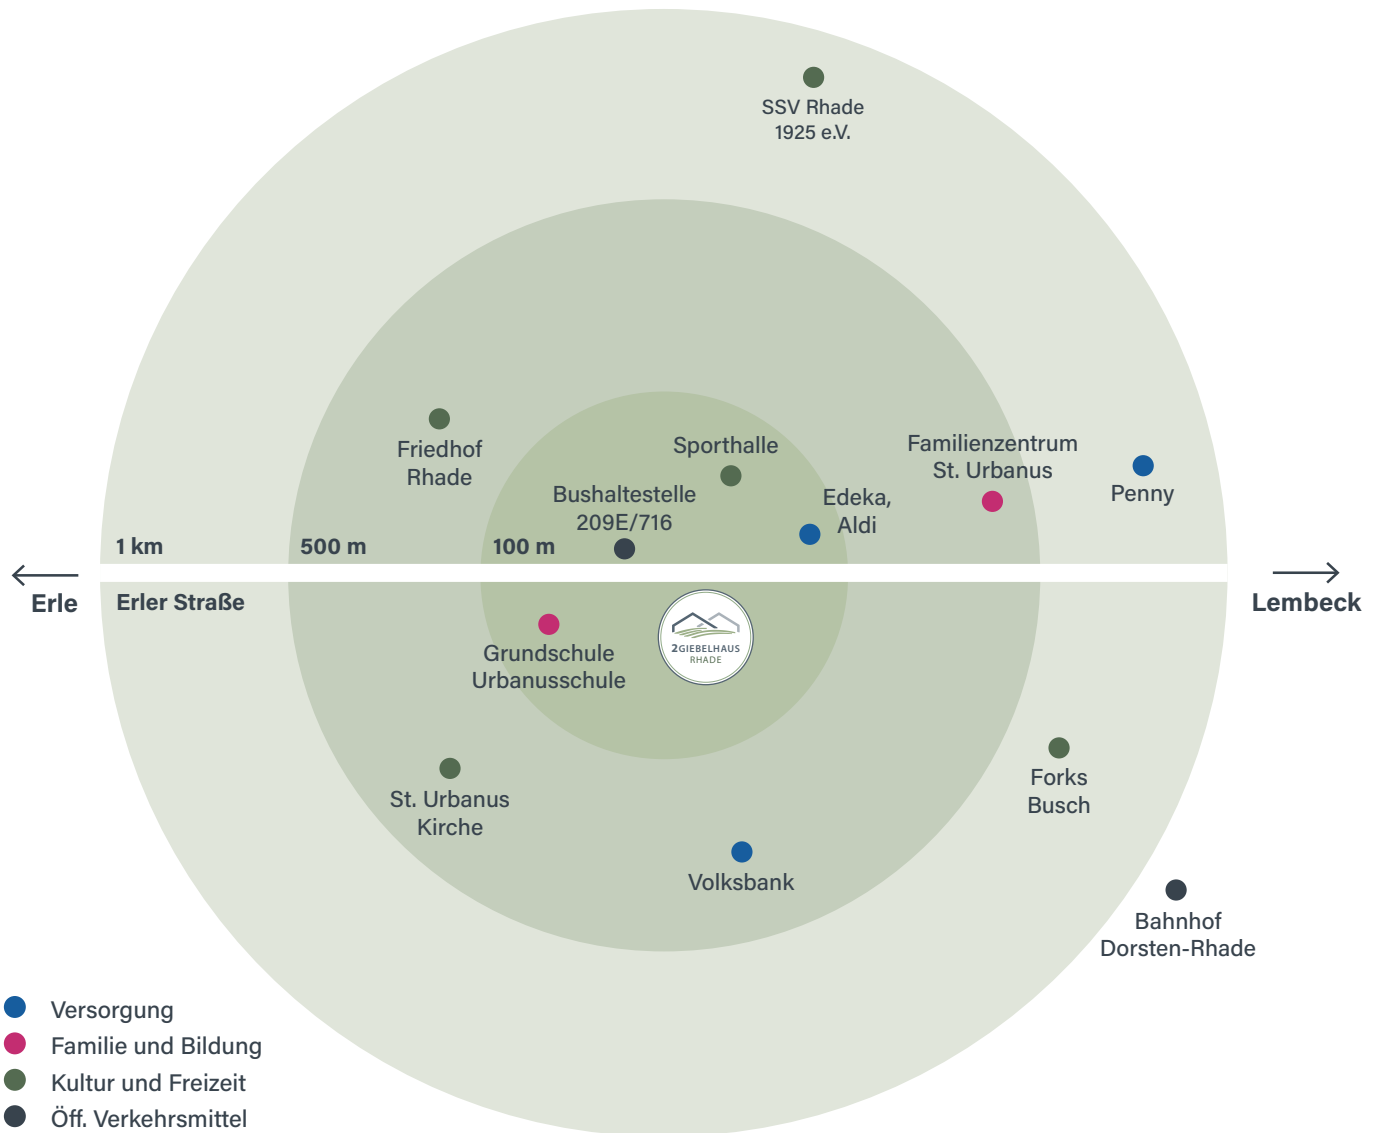 SSV Rhade
1925 e.V.
Friedhof
Rhade
Sporthalle
Bushaltestelle
209E/716
Edeka,
Aldi
Familienzentrum
St. Urbanus
Penny
1 km
500 m
100 m
Erle
Erler Straße
Lembeck
2GIEBELHAUS
RHADE
Grundschule
Urbanusschule
St. Urbanus
Kirche
Volksbank
Forks
Busch
Bahnhof
Dorsten-Rhade
Versorgung
Familie und Bildung
Kultur und Freizeit
Öff. Verkehrsmittel